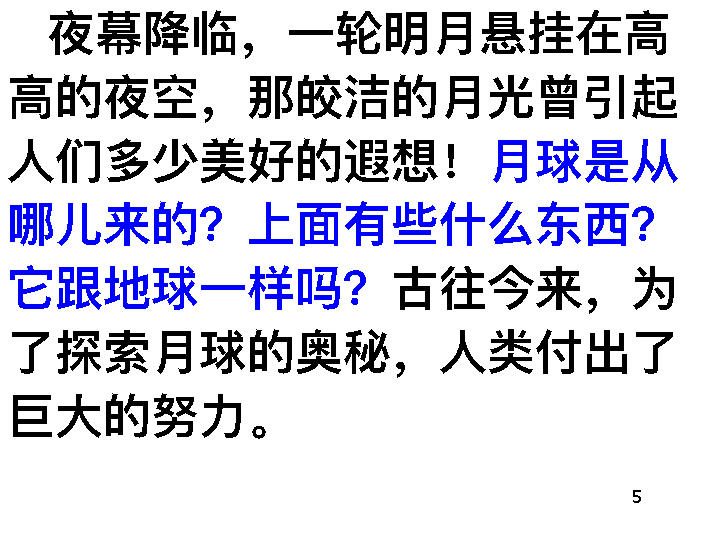 夜幕降临，一轮明月悬挂在高
高的夜空，那皎洁的月光曾引起
人们多少美好的遐想！月球是从
哪儿来的？上面有些什么东西？
它跟地球一样吗？古往今来，为
了探索月球的奥秘，人类付出了
巨大的努力。
5